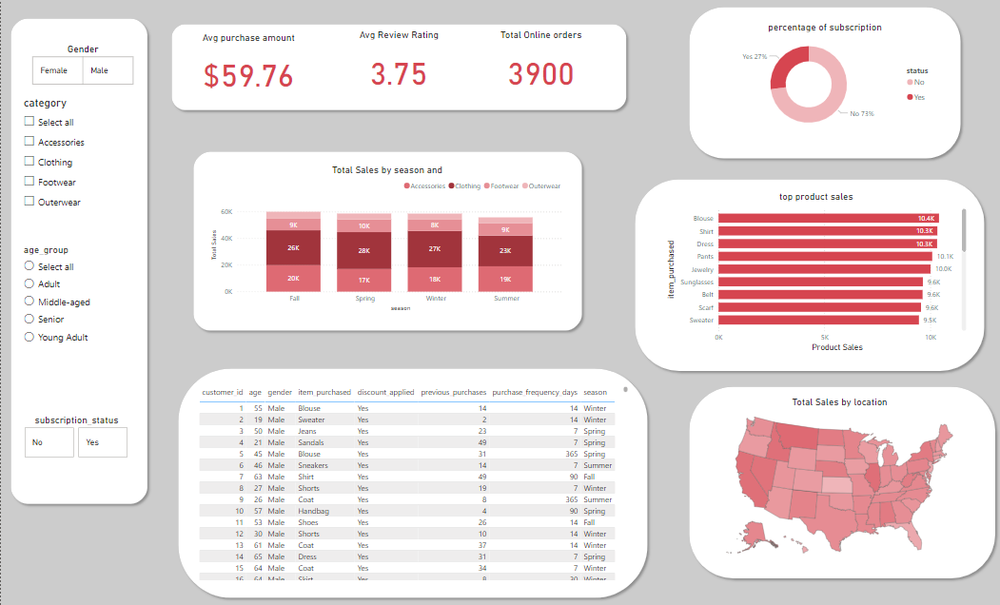 Gender
Female Male
category
Select all
Accessories
Clothing
Footwear
Outerwear
age_group
Select all
Adult
Middle-aged
Senior
Young Adult
subscription_status
No Yes
Avg purchase amount
$59.76
Avg Review Rating
3.75
Total Online orders
3900
Total Sales by season and
Accessories Clothing Footwear Outerwear
Total Sales
60K
40K
20K
0K
9K 10K 8K 9K
26K 28K 27K 23K
20K 17K 18K 19K
Fall Spring Winter Summer
season
customer_id age gender item_purchased discount_applied previous_purchases purchase_frequency_days season
1 55 Male Blouse Yes 14 14 Winter
2 19 Male Sweater Yes 2 14 Winter
3 50 Male Jeans Yes 23 7 Spring
4 21 Male Sandals Yes 49 7 Spring
5 45 Male Blouse Yes 31 365 Spring
6 46 Male Sneakers Yes 14 7 Summer
7 63 Male Shirt Yes 49 90 Fall
8 27 Male Shorts Yes 19 7 Winter
9 26 Male Coat Yes 8 365 Summer
10 57 Male Handbag Yes 4 90 Spring
11 53 Male Shoes Yes 26 14 Fall
12 30 Male Shorts Yes 10 14 Winter
13 61 Male Coat Yes 37 14 Winter
14 65 Male Dress Yes 31 7 Spring
15 64 Male Coat Yes 34 7 Winter
16 64 Male Skirt Yes 8 30 Winter
percentage of subscription
Yes 27%
No 73%
status
No
Yes
top product sales
item_purchased
Blouse 10.4K
Shirt 10.3K
Dress 10.3K
Pants 10.1K
Jewelry 10.0K
Sunglasses 9.6K
Belt 9.6K
Scarf 9.6K
Sweater 9.5K
0K 5K 10K
Product Sales
Total Sales by location